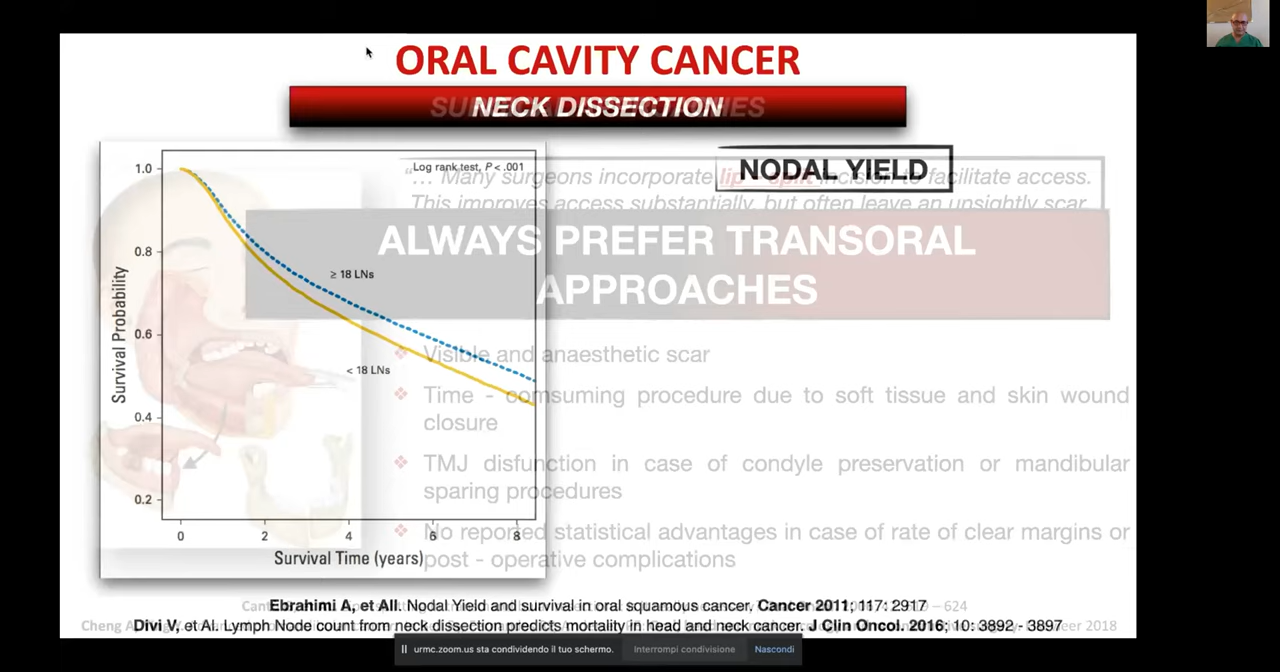 ORAL CAVITY CANCER
NECK DISSECTION
Log rank test, P < .001
NODAL YIELD
"... Many surgeons incorporate lip - split incision to facilitate access.
This improves access substantially, but often leave an unsightly scar
ALWAYS PREFER TRANSORAL
APPROACHES
1.0
0.8
0.6
0.4
0.2
Survival Probability
≥ 18 LNs
< 18 LNs
0 2 4 6 8
Survival Time (years)
Visible and anaesthetic scar
Time - comsuming procedure due to soft tissue and skin wound
closure
TMJ disfunction in case of condyle preservation or mandibular
sparing procedures
No reported statistical advantages in case of rate of clear margins or
post - operative complications
Ebrahimi A, et All. Nodal Yield and survival in oral squamous cancer, Cancer 2011; 117: 2917
– 624
Divi V, et Al. Lymph Node count from neck dissection predicts mortality in head and neck cancer. J Clin Oncol. 2016; 10: 3892 - 3897
Cheng A
2018
urmc.zoom.us sta condividendo il tuo schermo.
Interrompi condivisione
Nascondi